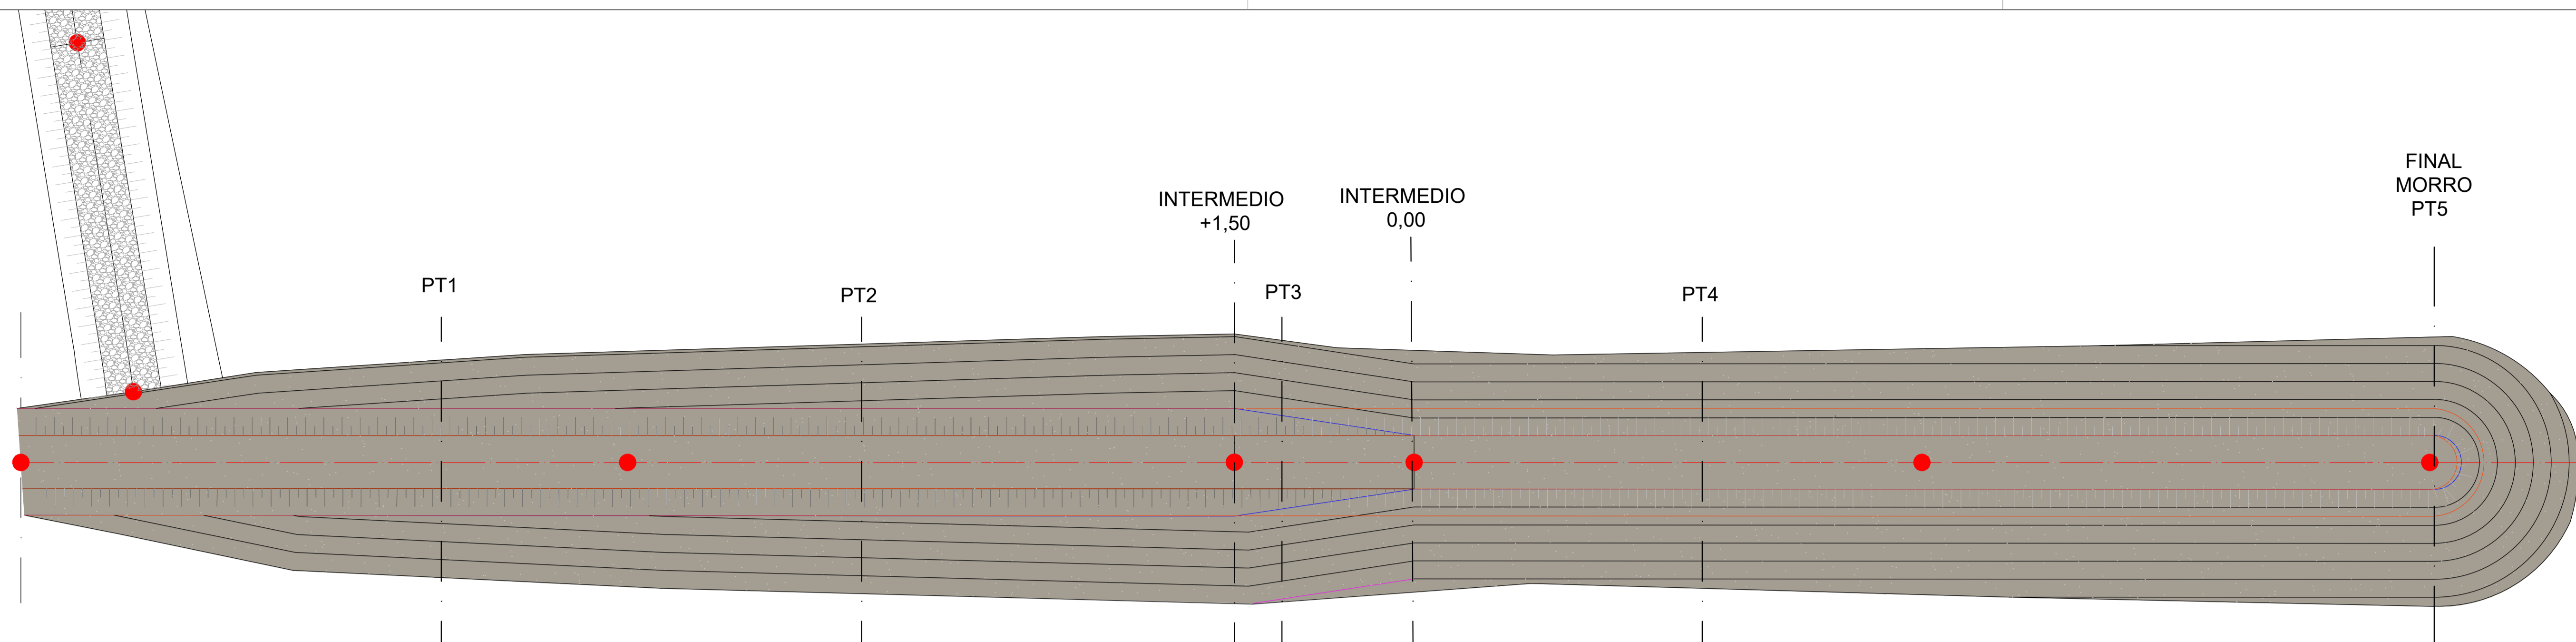 INTERMEDIO
+1,50
INTERMEDIO
0,00
FINAL
MORRO
PT5
PT1
PT2
PT3
PT4